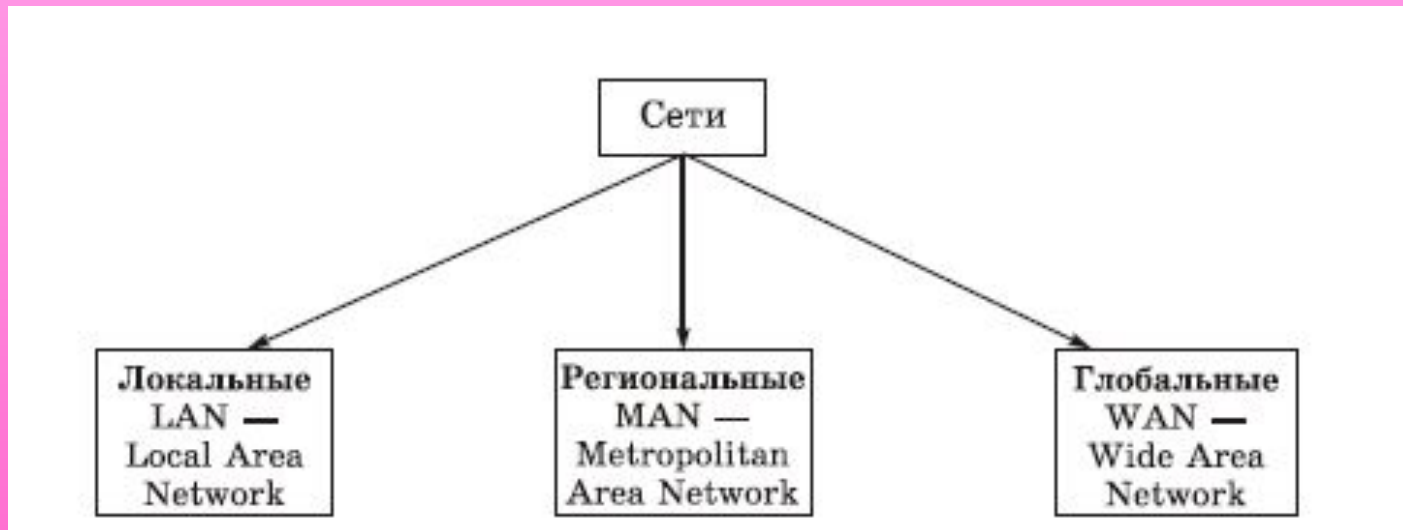 Сети
Локальные
LAN —
Local Area
Network
Региональные
MAN —
Metropolitan
Area Network
Глобальные
WAN —
Wide Area
Network